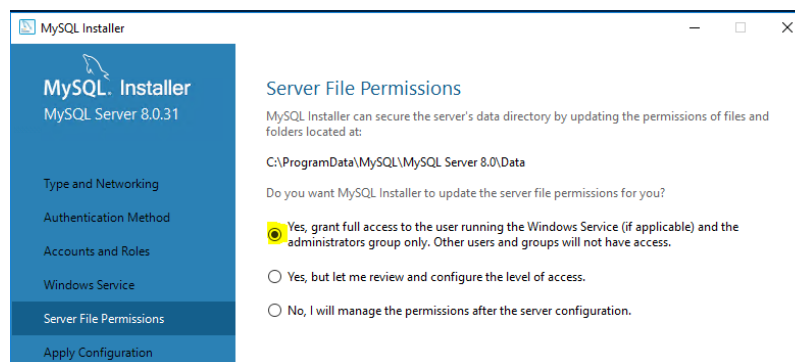 MySQL Installer
MySQL. Installer
MySQL Server 8.0.31
Type and Networking
Authentication Method
Accounts and Roles
Windows Service
Server File Permissions
Apply Configuration
Server File Permissions
MySQL Installer can secure the server's data directory by updating the permissions of files and
folders located at:
C:\ProgramData\MySQL\MySQL Server 8.0\Data
Do you want MySQL Installer to update the server file permissions for you?
Yes, grant full access to the user running the Windows Service (if applicable) and the
administrators group only. Other users and groups will not have access.
Yes, but let me review and configure the level of access.
No, I will manage the permissions after the server configuration.